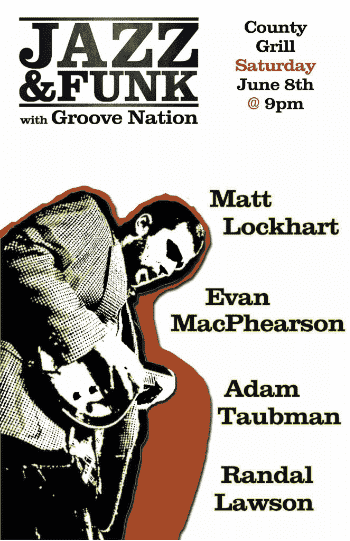 JAZZ
&FUNK
with Groove Nation
County
Grill
Saturday
June 8th
@ 9pm
Matt
Lockhart
Evan
MacPhearson
Adam
Taubman
Randal
Lawson